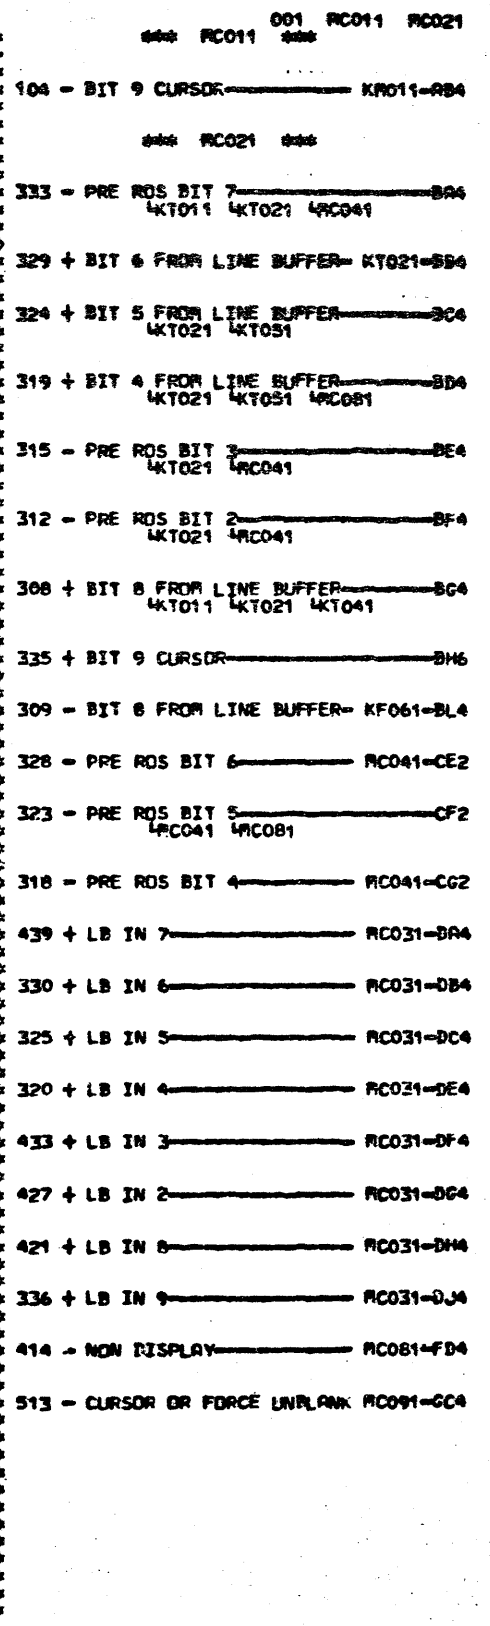 001 MC011 MC021
*** MC011 ***
104 - BIT 9 CURSOR KM011-AB4
*** MC021 ***
333 - PRE ROS BIT 7 BA4
KT011 KT021 MC041
329 + BIT 6 FROM LINE BUFFER- KT021-BB4
324 + BIT 5 FROM LINE BUFFER BC4
KT021 KT051
319 + BIT 4 FROM LINE BUFFER BD4
KT021 KT051 MC081
315 - PRE ROS BIT 3 BE4
KT021 MC041
312 - PRE ROS BIT 2 BF4
KT021 MC041
308 + BIT 8 FROM LINE BUFFER BG4
KT011 KT021 KT041
335 + BIT 9 CURSOR BH6
309 - BIT 8 FROM LINE BUFFER- KF061-BL4
328 - PRE ROS BIT 6 MC041-CE2
323 - PRE ROS BIT 5 CF2
MC041 MC081
318 - PRE ROS BIT 4 MC041-CG2
439 + LB IN 7 MC031-DA4
330 + LB IN 6 MC031-DB4
325 + LB IN 5 MC031-DC4
320 + LB IN 4 MC031-DE4
433 + LB IN 3 MC031-DF4
427 + LB IN 2 MC031-DG4
421 + LB IN 8 MC031-DH4
336 + LB IN 9 MC031-DJ4
414 - NON DISPLAY MC081-FD4
513 - CURSOR OR FORCE UNBLANK MC091-GC4